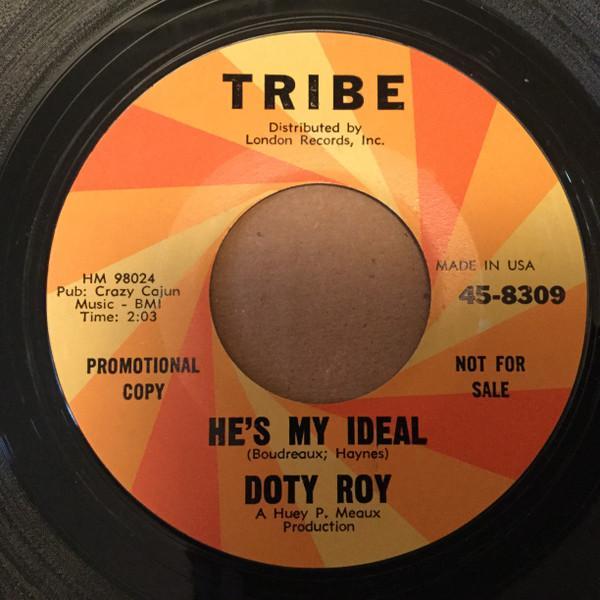 TRIBE
Distributed by
London Records, Inc.
HM 98024
Pub: Crazy Cajun
Music - BMI
Time: 2:03
MADE IN USA
45-8309
PROMOTIONAL
COPY
NOT FOR
SALE
HE'S MY IDEAL
(Boudreaux; Haynes)
DOTY ROY
A Huey P. Meaux
Production